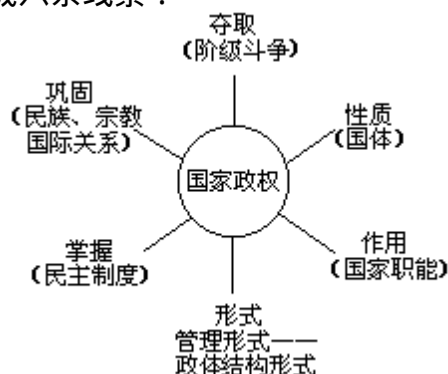 夺取
(阶级斗争)
巩固
(民族、宗教
国际关系)
性质
(国体)
国家政权
掌握
(民主制度)
作用
(国家职能)
形式
管理形式——
政体结构形式